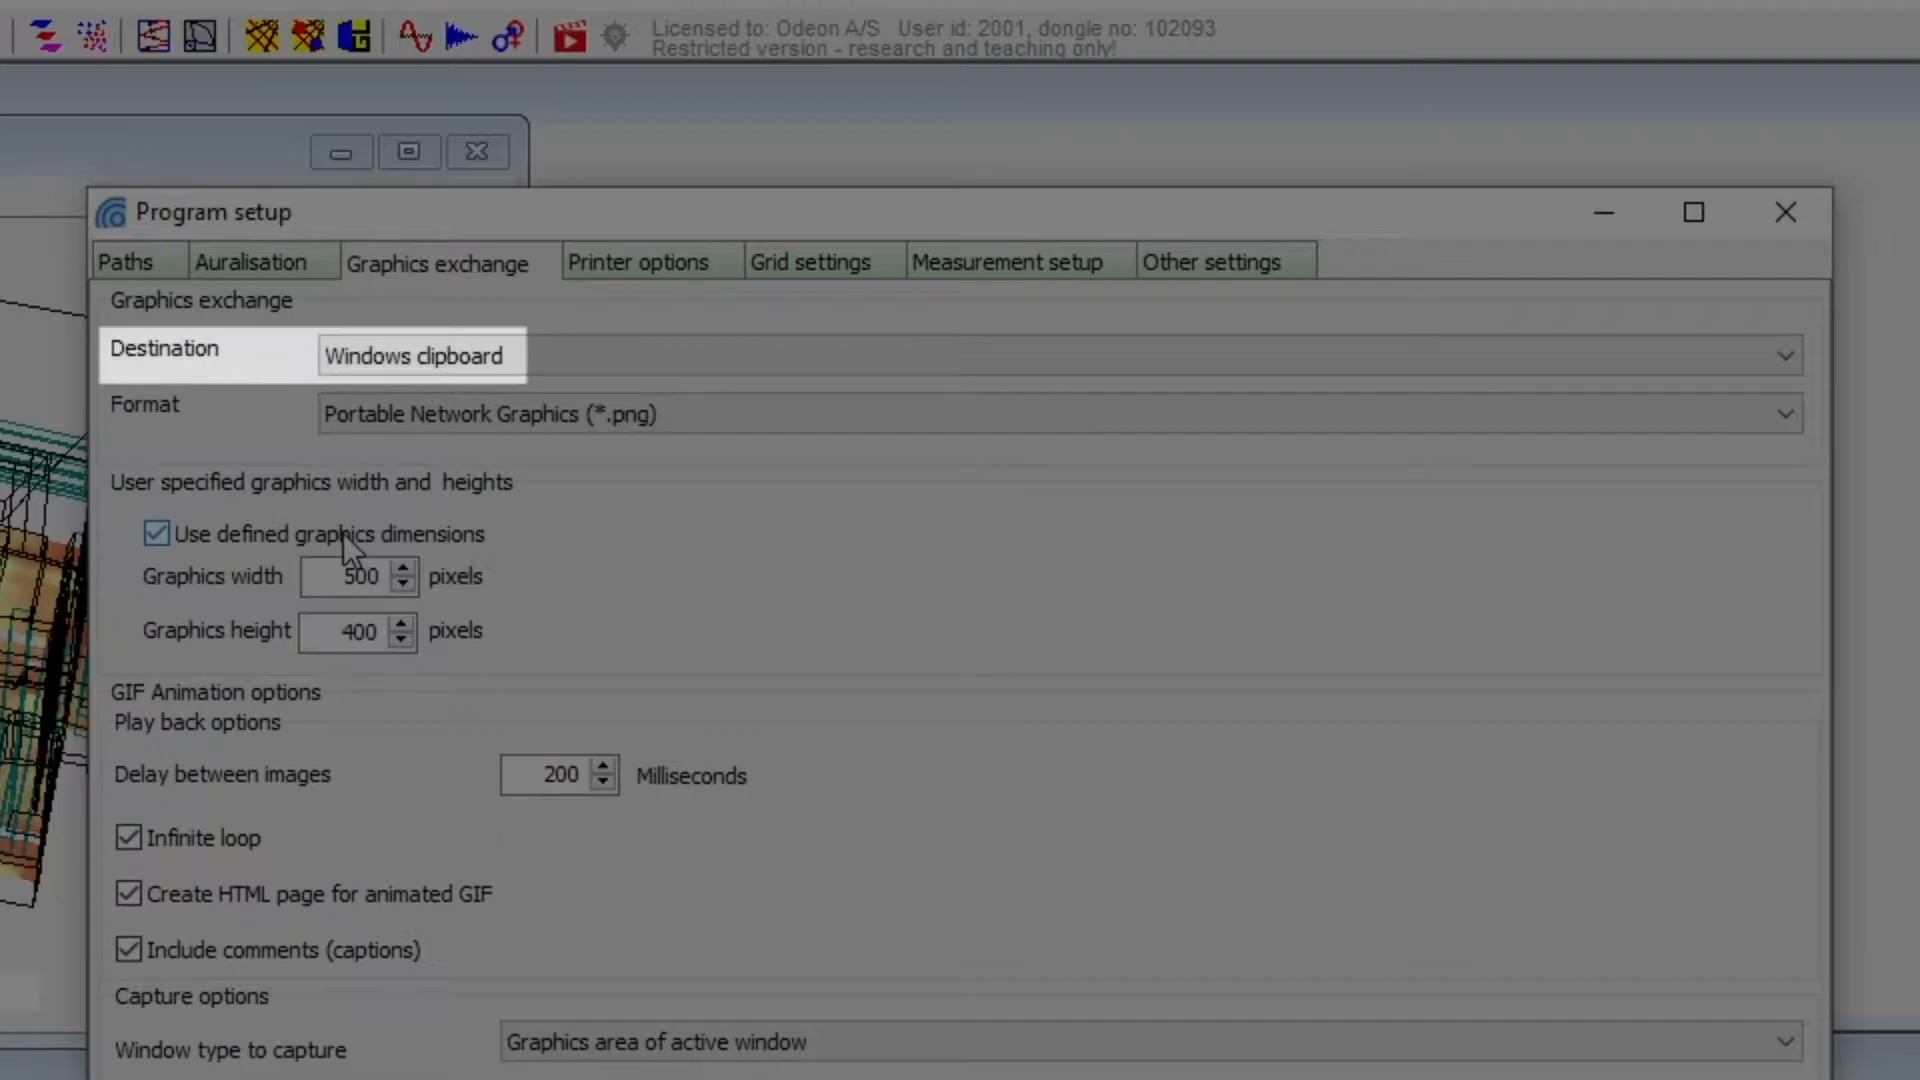 Licensed to: Odeon A/S User id: 2001, dongle no: 102093
Restricted version - research and teaching only!
Program setup
Paths Auralisation Graphics exchange Printer options Grid settings Measurement setup Other settings
Graphics exchange
Destination Windows clipboard
Format Portable Network Graphics (*.png)
User specified graphics width and heights
Use defined graphics dimensions
Graphics width 500 pixels
Graphics height 400 pixels
GIF Animation options
Play back options
Delay between images 200 Milliseconds
Infinite loop
Create HTML page for animated GIF
Include comments (captions)
Capture options
Window type to capture Graphics area of active window